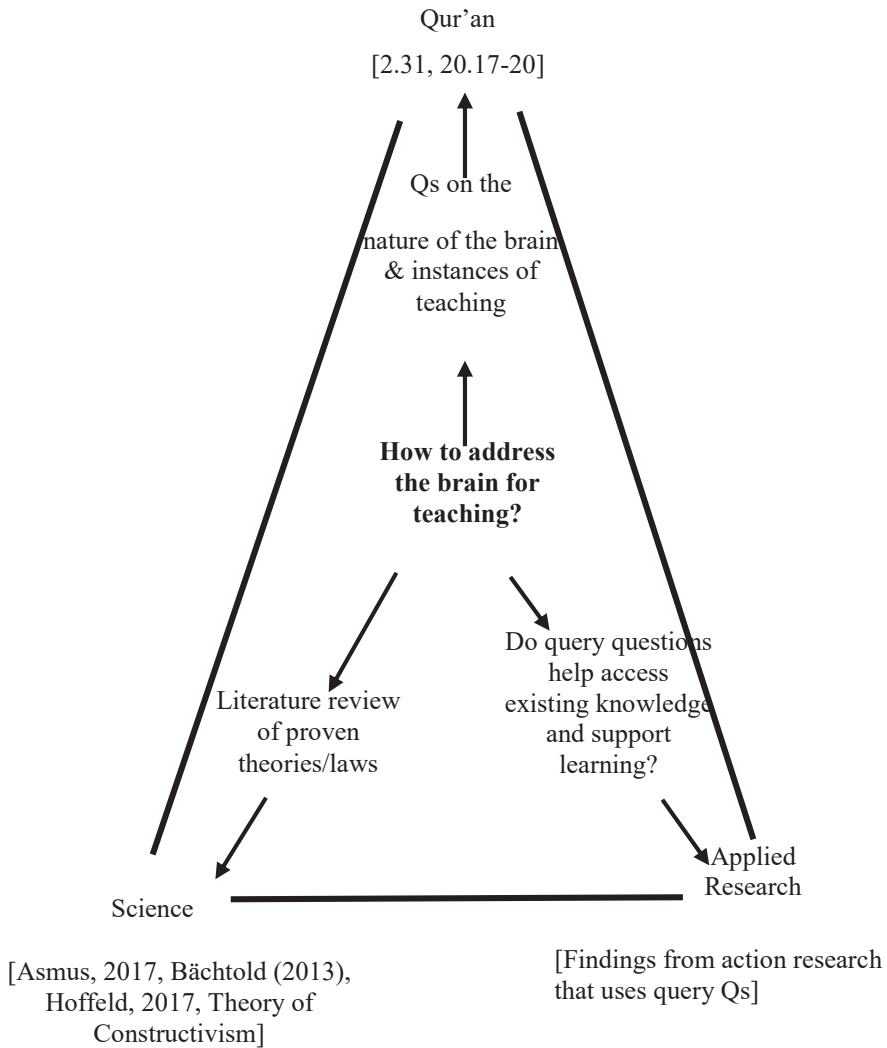 Qur’an
[2.31, 20.17-20]
Qs on the
nature of the brain
& instances of
teaching
How to address
the brain for
teaching?
Do query questions
help access
existing knowledge
and support
learning?
Literature review
of proven
theories/laws
Applied
Research
Science
[Asmus, 2017, Bächtold (2013),
Hoffeld, 2017, Theory of
Constructivism]
[Findings from action research
that uses query Qs]